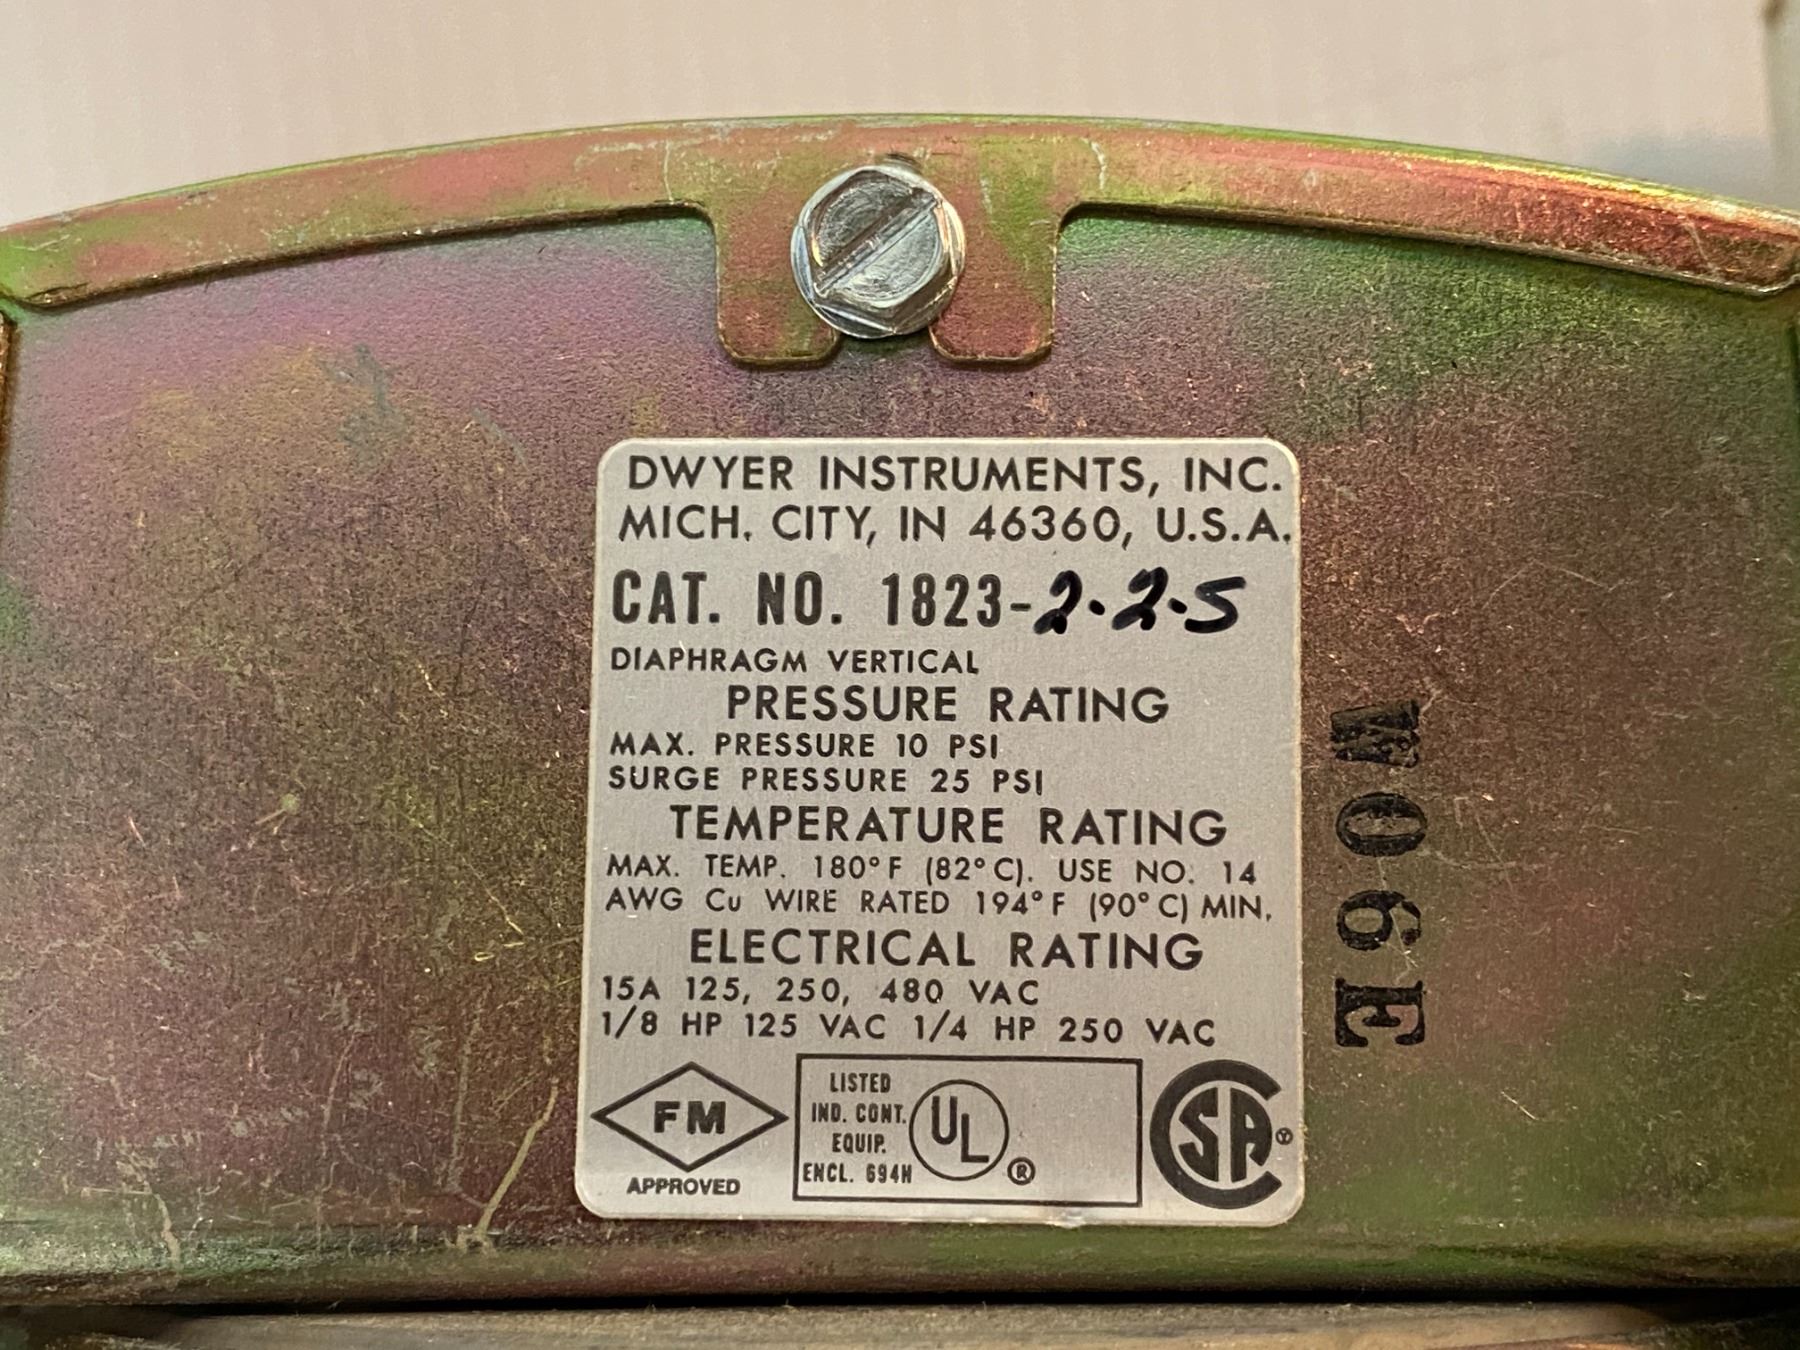 DWYER INSTRUMENTS, INC.
MICH. CITY, IN 46360, U.S.A.
CAT. NO. 1823-2-2-5
DIAPHRAGM VERTICAL
PRESSURE RATING
MAX. PRESSURE 10 PSI
SURGE PRESSURE 25 PSI
TEMPERATURE RATING
MAX. TEMP. 180°F (82°C). USE NO. 14
AWG Cu WIRE RATED 194°F (90°C) MIN.
ELECTRICAL RATING
15A 125, 250, 480 VAC
1/8 HP 125 VAC 1/4 HP 250 VAC
FM
APPROVED
LISTED
IND. CONT.
EQUIP.
ENCL. 694H
UL ®
CSA
W06E